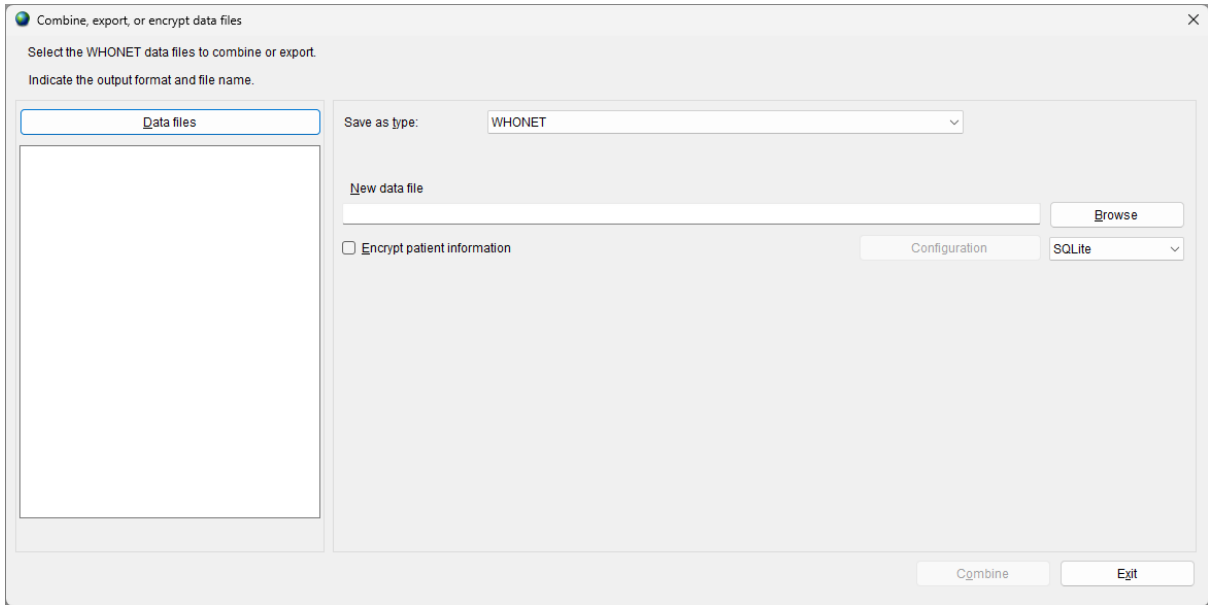 Combine, export, or encrypt data files
Select the WHONET data files to combine or export.
Indicate the output format and file name.
Data files
Save as type:
WHONET
New data file
Browse
Encrypt patient information
Configuration
SQLite
Combine
Exit